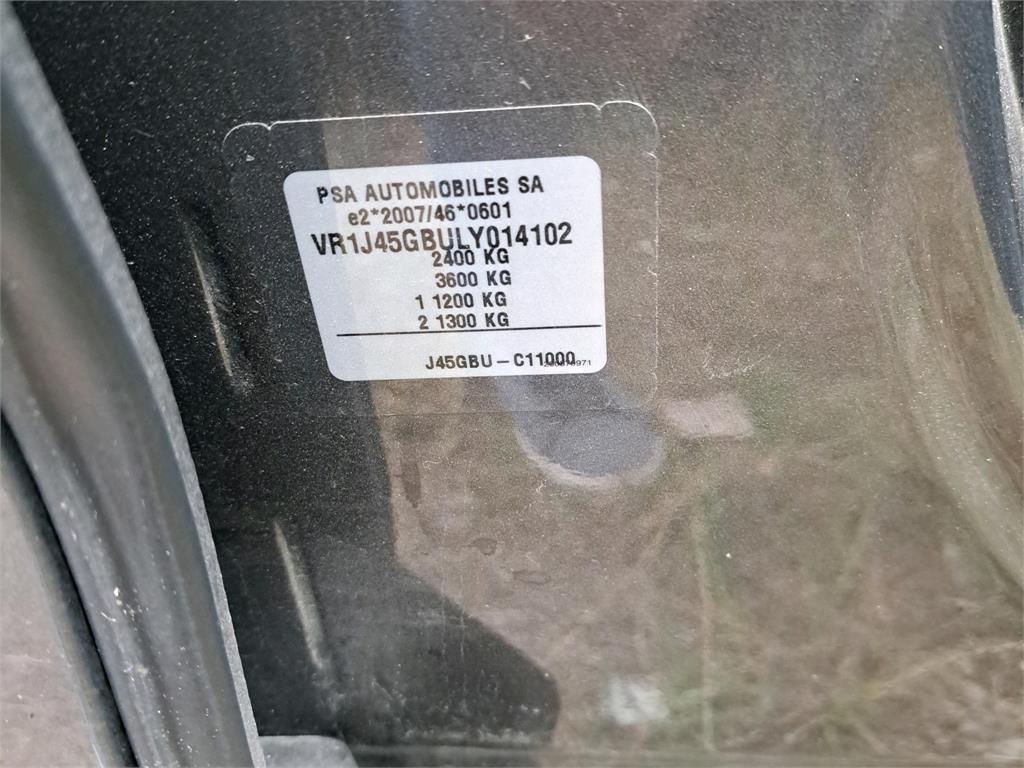 PSA AUTOMOBILES SA
e2*2007/46*0601
VR1J45GBULY014102
2400 KG
3600 KG
1 1200 KG
2 1300 KG
J45GBU-C11000